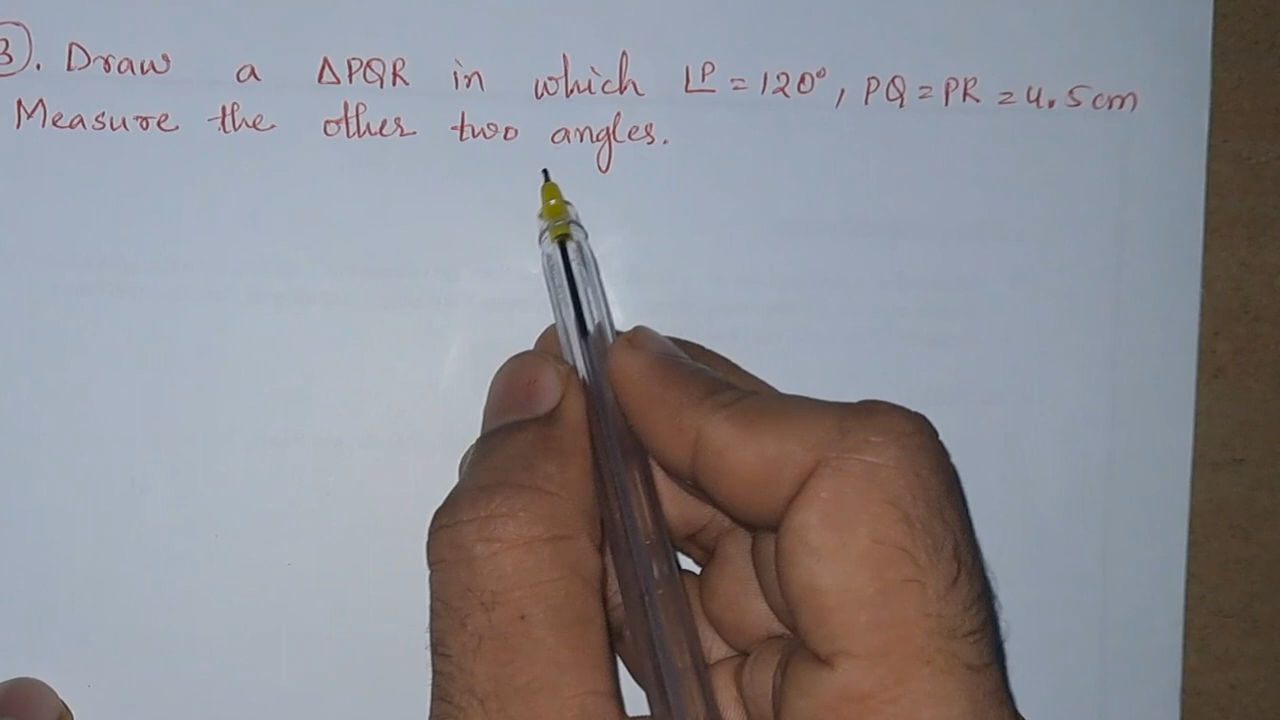 3). Draw a ΔPQR in which ∠P = 120°, PQ = PR = 4.5cm
Measure the other two angles.